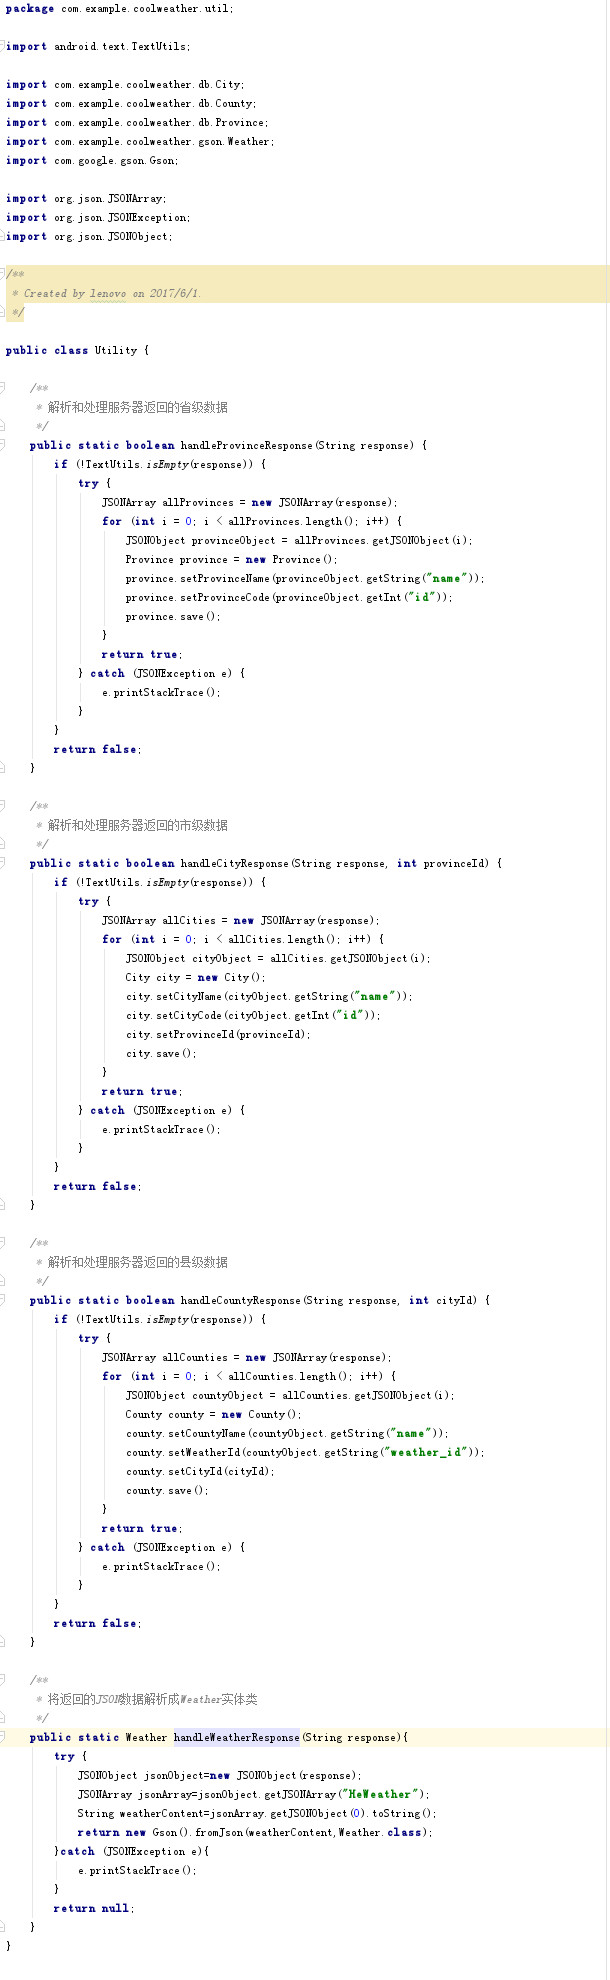 package com.example.coolweather.util;

import android.text.TextUtils;

import com.example.coolweather.db.City;
import com.example.coolweather.db.County;
import com.example.coolweather.db.Province;
import com.example.coolweather.gson.Weather;
import com.google.gson.Gson;

import org.json.JSONArray;
import org.json.JSONException;
import org.json.JSONObject;

/**
 * Created by lenovo on 2017/6/1.
 */

public class Utility {

    /**
     * 解析和处理服务器返回的省级数据
     */
    public static boolean handleProvinceResponse(String response) {
        if (!TextUtils.isEmpty(response)) {
            try {
                JSONArray allProvinces = new JSONArray(response);
                for (int i = 0; i < allProvinces.length(); i++) {
                    JSONObject provinceObject = allProvinces.getJSONObject(i);
                    Province province = new Province();
                    province.setProvinceName(provinceObject.getString("name"));
                    province.setProvinceCode(provinceObject.getInt("id"));
                    province.save();
                }
                return true;
            } catch (JSONException e) {
                e.printStackTrace();
            }
        }
        return false;
    }

    /**
     * 解析和处理服务器返回的市级数据
     */
    public static boolean handleCityResponse(String response, int provinceId) {
        if (!TextUtils.isEmpty(response)) {
            try {
                JSONArray allCities = new JSONArray(response);
                for (int i = 0; i < allCities.length(); i++) {
                    JSONObject cityObject = allCities.getJSONObject(i);
                    City city = new City();
                    city.setCityName(cityObject.getString("name"));
                    city.setCityCode(cityObject.getInt("id"));
                    city.setProvinceId(provinceId);
                    city.save();
                }
                return true;
            } catch (JSONException e) {
                e.printStackTrace();
            }
        }
        return false;
    }

    /**
     * 解析和处理服务器返回的县级数据
     */
    public static boolean handleCountyResponse(String response, int cityId) {
        if (!TextUtils.isEmpty(response)) {
            try {
                JSONArray allCounties = new JSONArray(response);
                for (int i = 0; i < allCounties.length(); i++) {
                    JSONObject countyObject = allCounties.getJSONObject(i);
                    County county = new County();
                    county.setCountyName(countyObject.getString("name"));
                    county.setWeatherId(countyObject.getString("weather_id"));
                    county.setCityId(cityId);
                    county.save();
                }
                return true;
            } catch (JSONException e) {
                e.printStackTrace();
            }
        }
        return false;
    }

    /**
     * 将返回的JSON数据解析成Weather实体类
     */
    public static Weather handleWeatherResponse(String response){
        try {
            JSONObject jsonObject=new JSONObject(response);
            JSONArray jsonArray=jsonObject.getJSONArray("HeWeather");
            String weatherContent=jsonArray.getJSONObject(0).toString();
            return new Gson().fromJson(weatherContent,Weather.class);
        }catch (JSONException e){
            e.printStackTrace();
        }
        return null;
    }
}